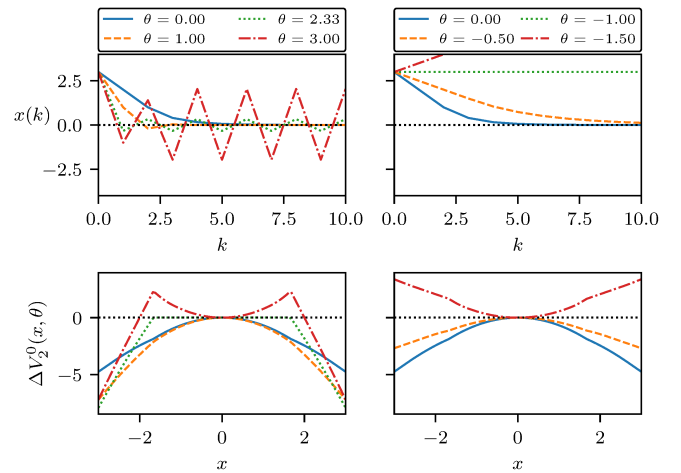 θ = 0.00 θ = 2.33
θ = 1.00 θ = 3.00
θ = 0.00 θ = −1.00
θ = −0.50 θ = −1.50
2.5
x(k) 0.0
−2.5
0.0 2.5 5.0 7.5 10.0
k
0.0 2.5 5.0 7.5 10.0
k
0
ΔV₂⁰(x, θ)
−5
−2 0 2
x
−2 0 2
x